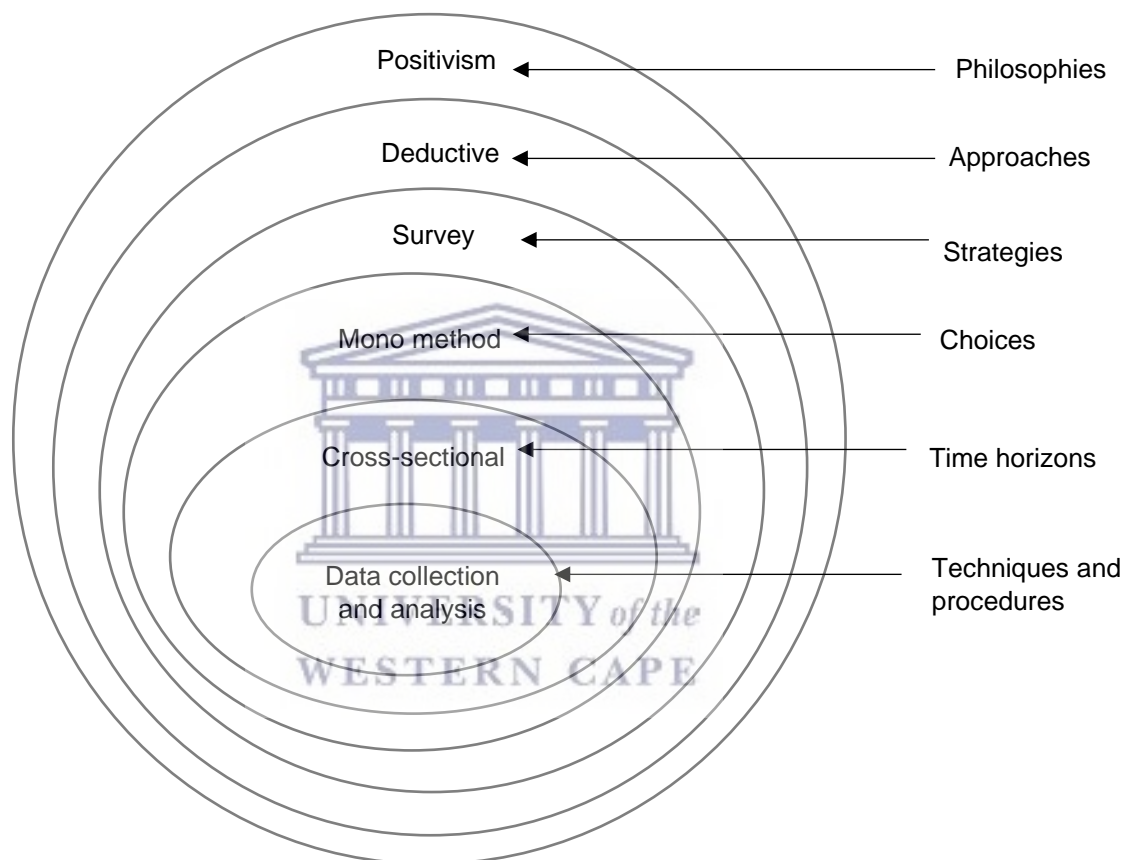 Positivism
Philosophies
Deductive
Approaches
Survey
Strategies
Mono method
Choices
Cross-sectional
Time horizons
Data collection
and analysis
Techniques and
procedures
UNIVERSITY of the
WESTERN CAPE